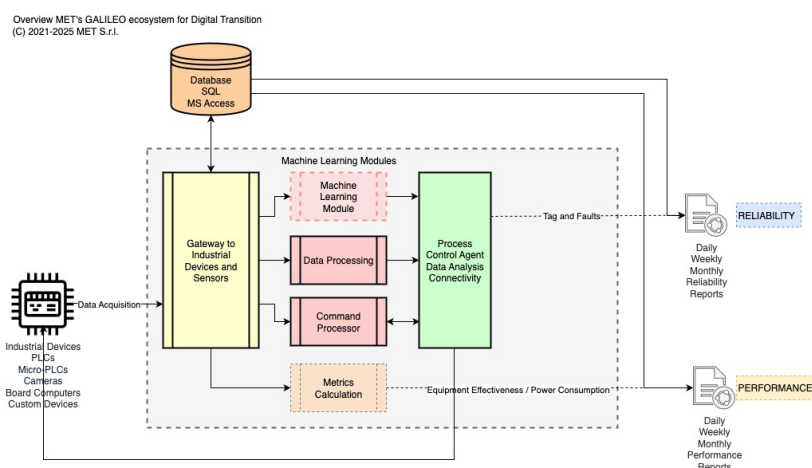 Overview MET's GALILEO ecosystem for Digital Transition
(C) 2021-2025 MET S.r.l.
Database
SQL
MS Access
Machine Learning Modules
Machine
Learning
Module
Gateway to
Industrial
Devices and
Sensors
Data Processing
Process
Control Agent
Data Analysis
Connectivity
Command
Processor
Metrics
Calculation
Data Acquisition
Industrial Devices
PLCs
Micro-PLCs
Cameras
Board Computers
Custom Devices
Tag and Faults
RELIABILITY
Daily
Weekly
Monthly
Reliability
Reports
Equipment Effectiveness / Power Consumption
PERFORMANCE
Daily
Weekly
Monthly
Performance
Reports